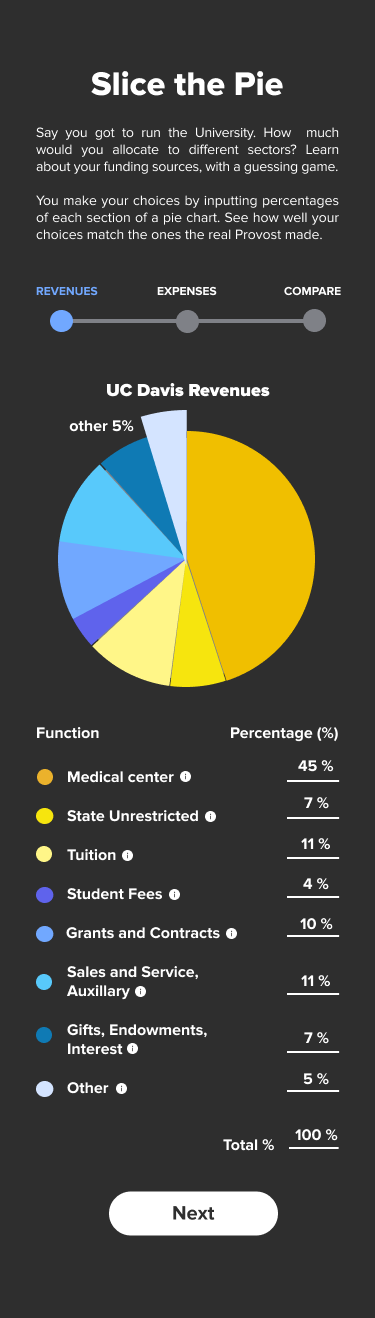 Slice the Pie
Say you got to run the University. How much
would you allocate to different sectors? Learn
about your funding sources, with a guessing game.
You make your choices by inputting percentages
of each section of a pie chart. See how well your
choices match the ones the real Provost made.
REVENUES EXPENSES COMPARE
UC Davis Revenues
other 5%
Function Percentage (%)
Medical center 45 %
State Unrestricted 7 %
Tuition 11 %
Student Fees 4 %
Grants and Contracts 10 %
Sales and Service,
Auxillary 11 %
Gifts, Endowments,
Interest 7 %
Other 5 %
Total % 100 %
Next